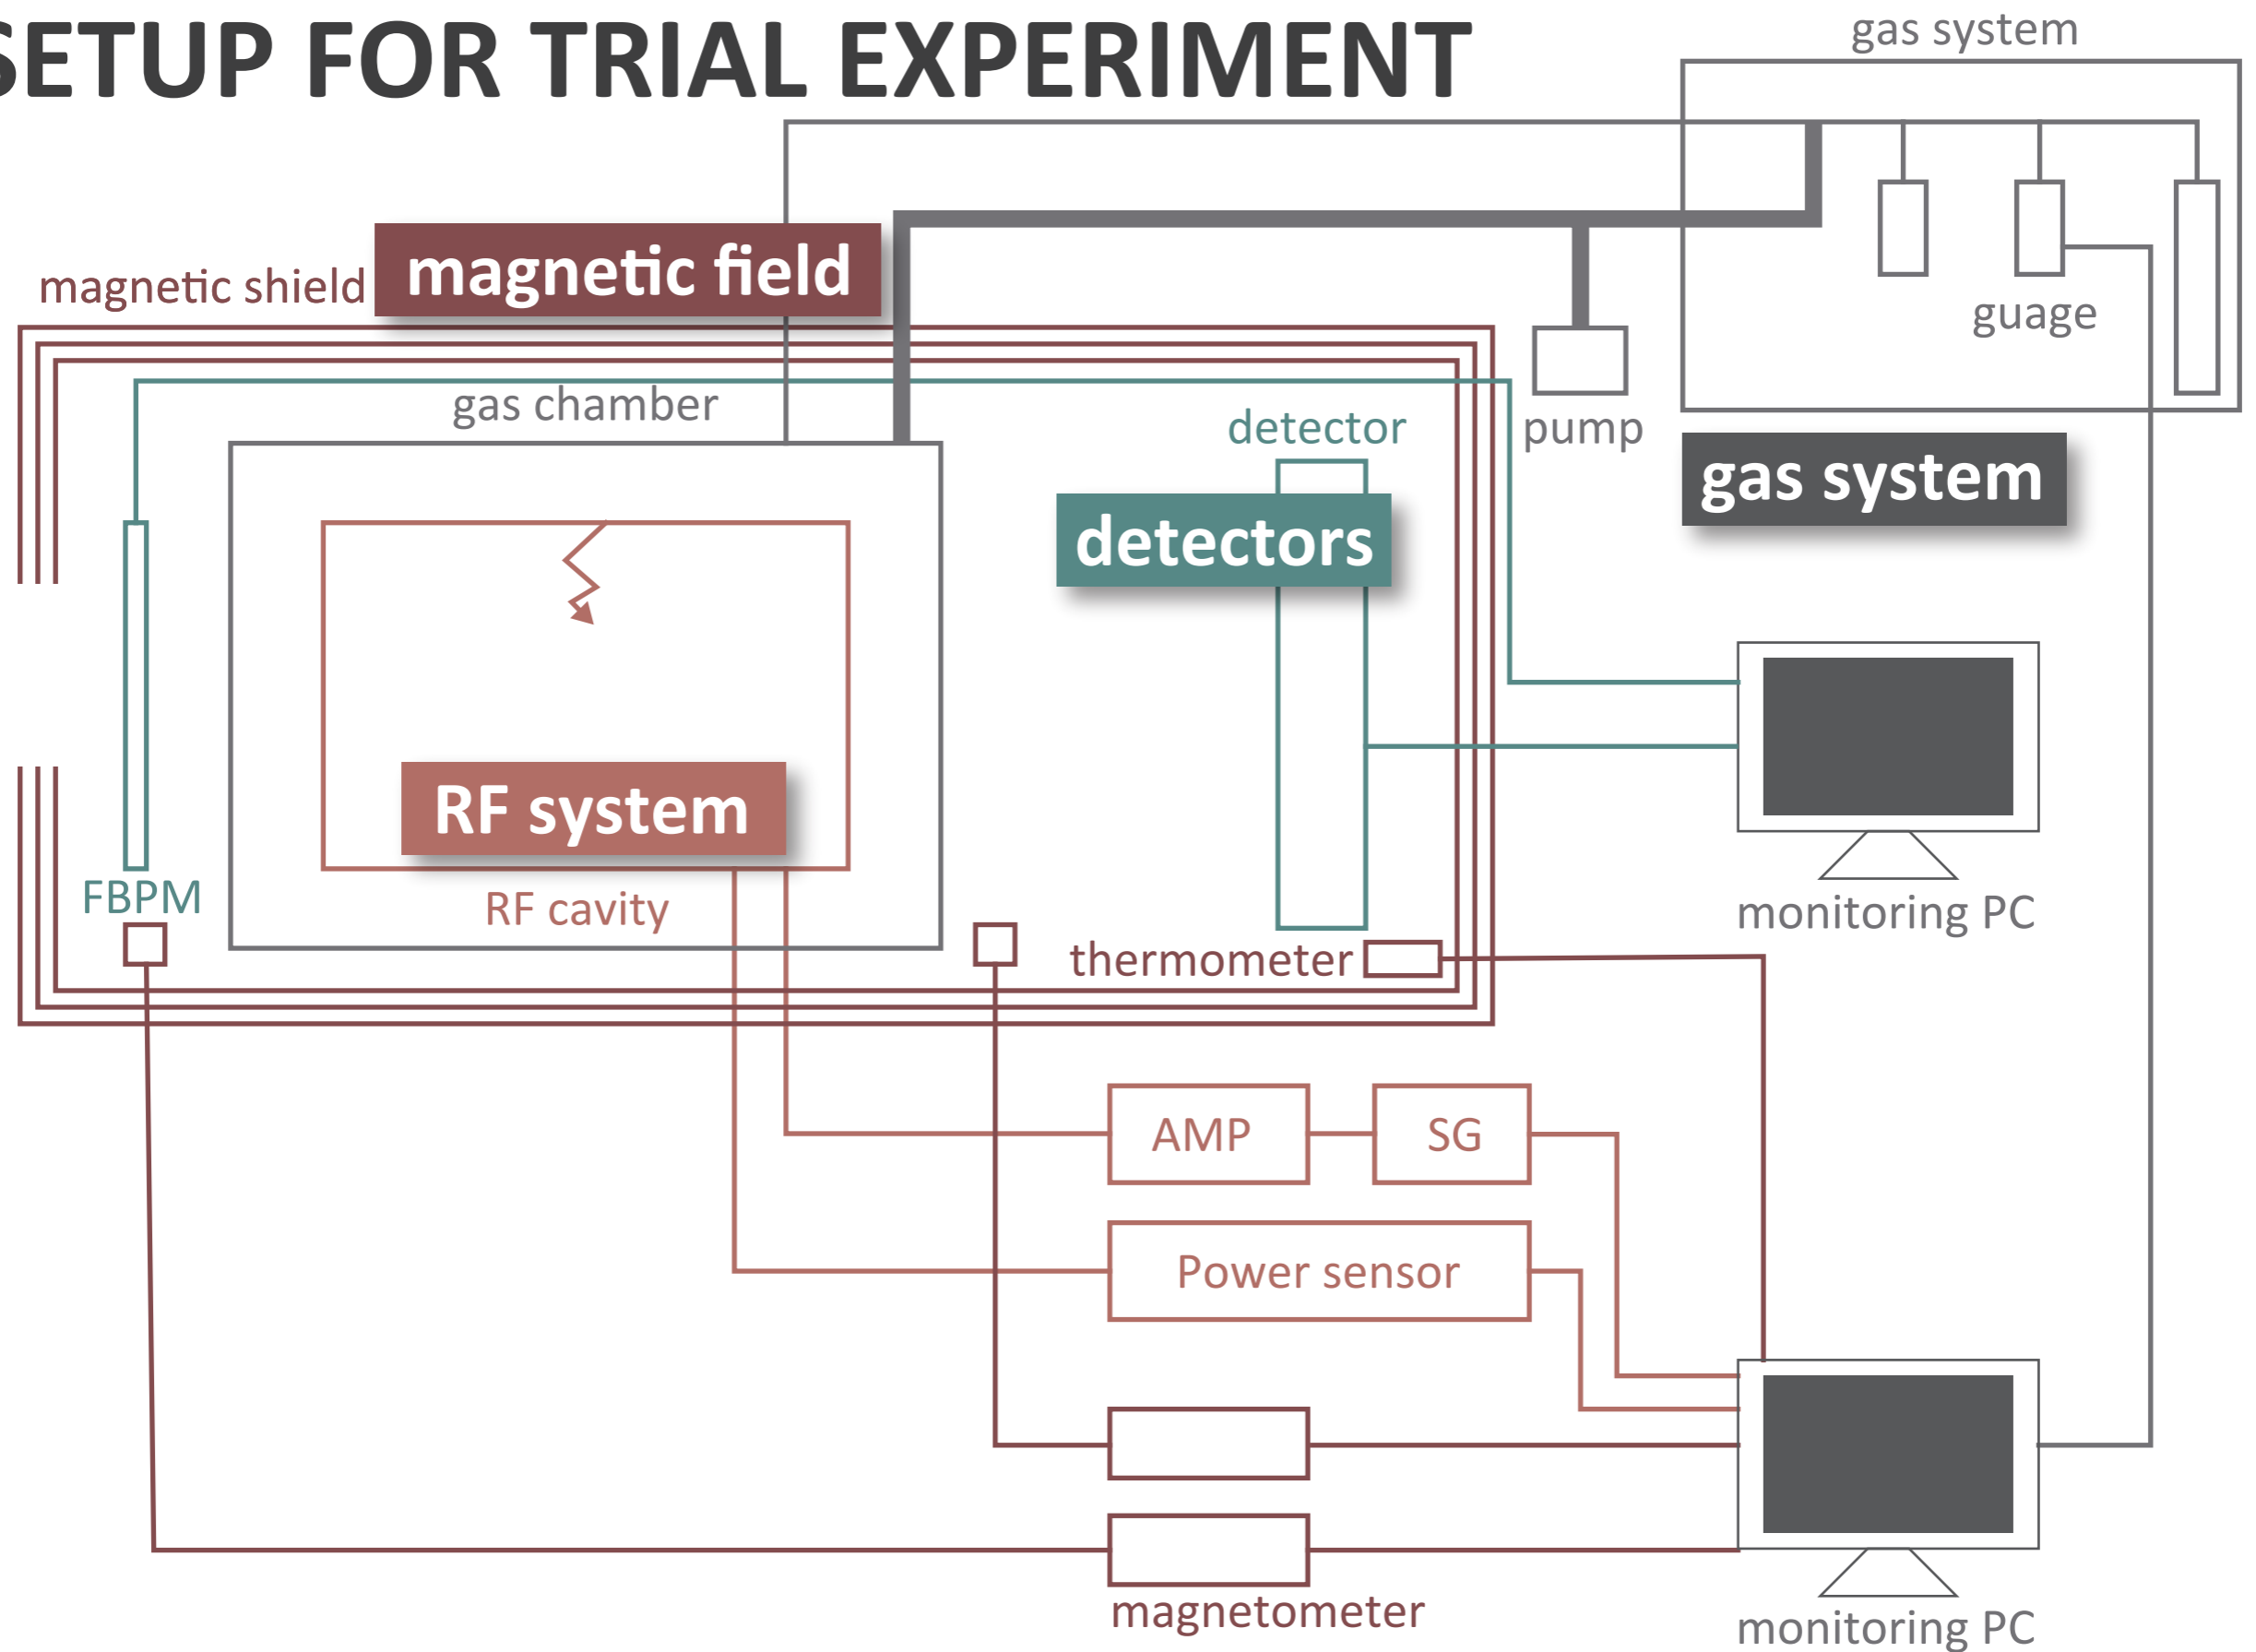 SETUP FOR TRIAL EXPERIMENT
gas system
magnetic shield
magnetic field
guage
gas chamber
detector
pump
gas system
detectors
RF system
FBPM
RF cavity
monitoring PC
thermometer
AMP
SG
Power sensor
magnetometer
monitoring PC